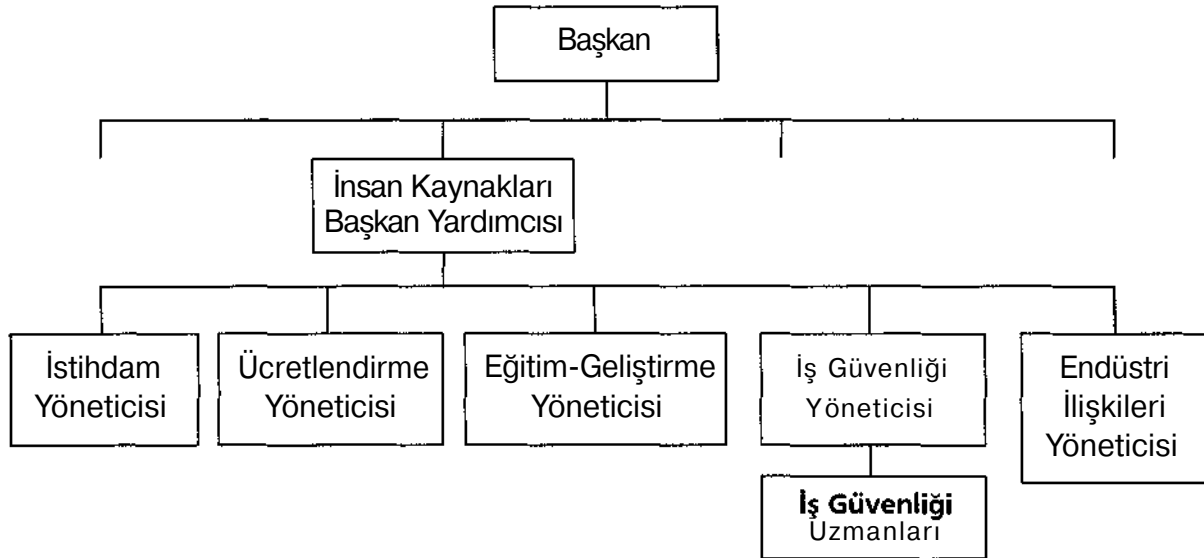 Başkan
İnsan Kaynakları
Başkan Yardımcısı
İstihdam
Yöneticisi
Ücretlendirme
Yöneticisi
Eğitim-Geliştirme
Yöneticisi
İş Güvenliği
Yöneticisi
Endüstri
İlişkileri
Yöneticisi
İş Güvenliği
Uzmanları